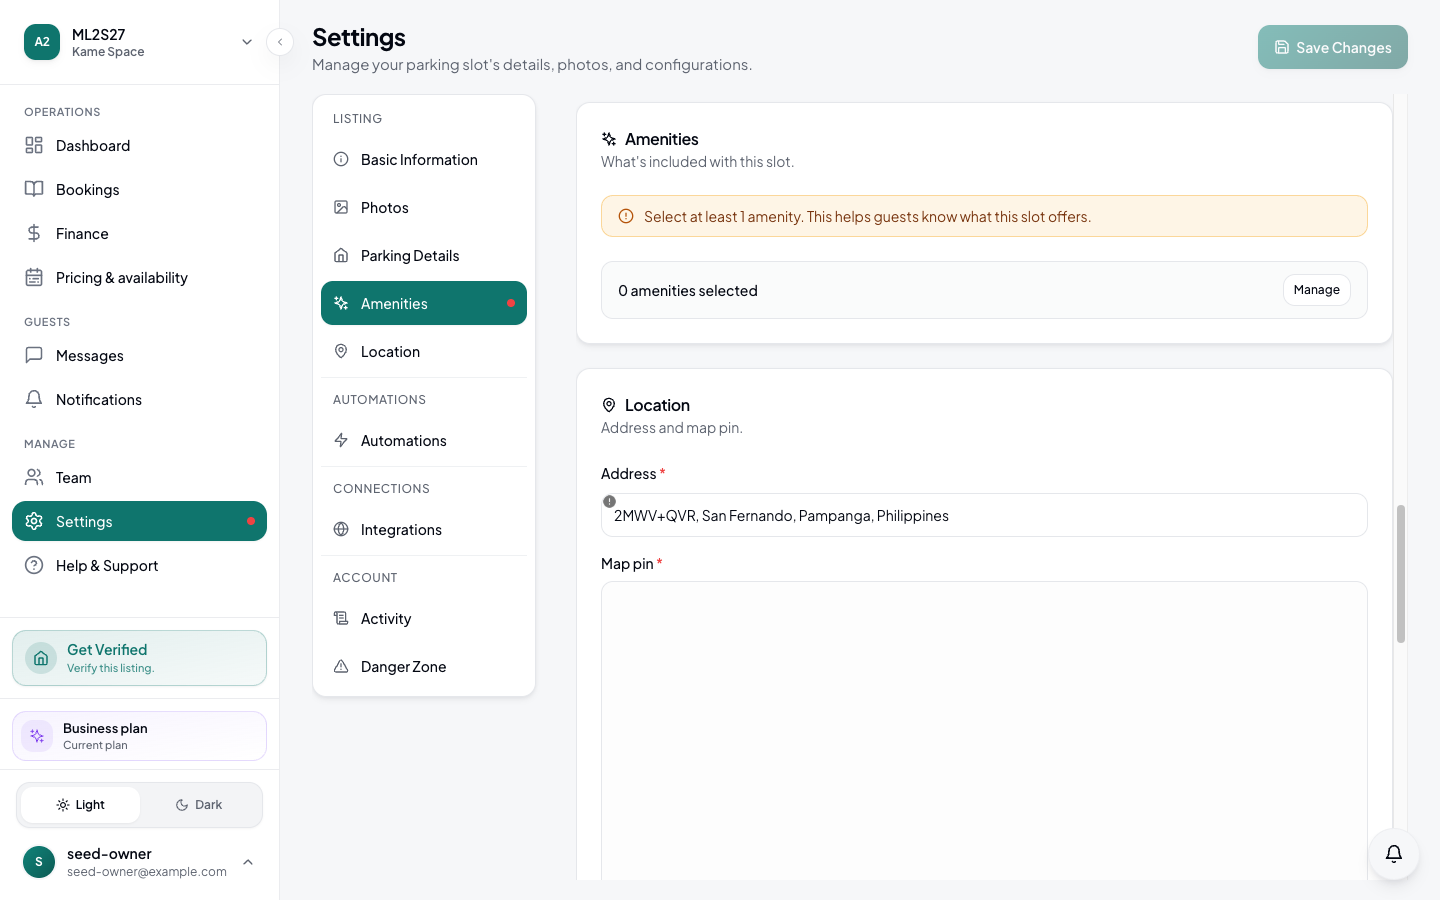 A2
ML2S27
Kame Space
OPERATIONS
Dashboard
Bookings
Finance
Pricing & availability
GUESTS
Messages
Notifications
MANAGE
Team
Settings
Help & Support
Get Verified
Verify this listing.
Business plan
Current plan
Light
Dark
S
seed-owner
seed-owner@example.com
Settings
Manage your parking slot's details, photos, and configurations.
Save Changes
LISTING
Basic Information
Photos
Parking Details
Amenities
Location
AUTOMATIONS
Automations
CONNECTIONS
Integrations
ACCOUNT
Activity
Danger Zone
Amenities
What's included with this slot.
Select at least 1 amenity. This helps guests know what this slot offers.
0 amenities selected
Manage
Location
Address and map pin.
Address *
2MWV+QVR, San Fernando, Pampanga, Philippines
Map pin *